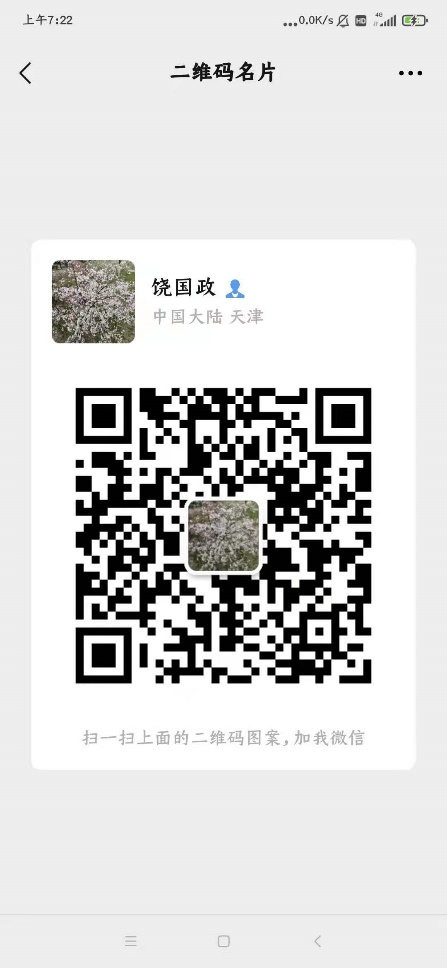 上午7:22
...0.0K/s HD 4G
二维码名片
饶国政
中国大陆 天津
扫一扫上面的二维码图案,加我微信